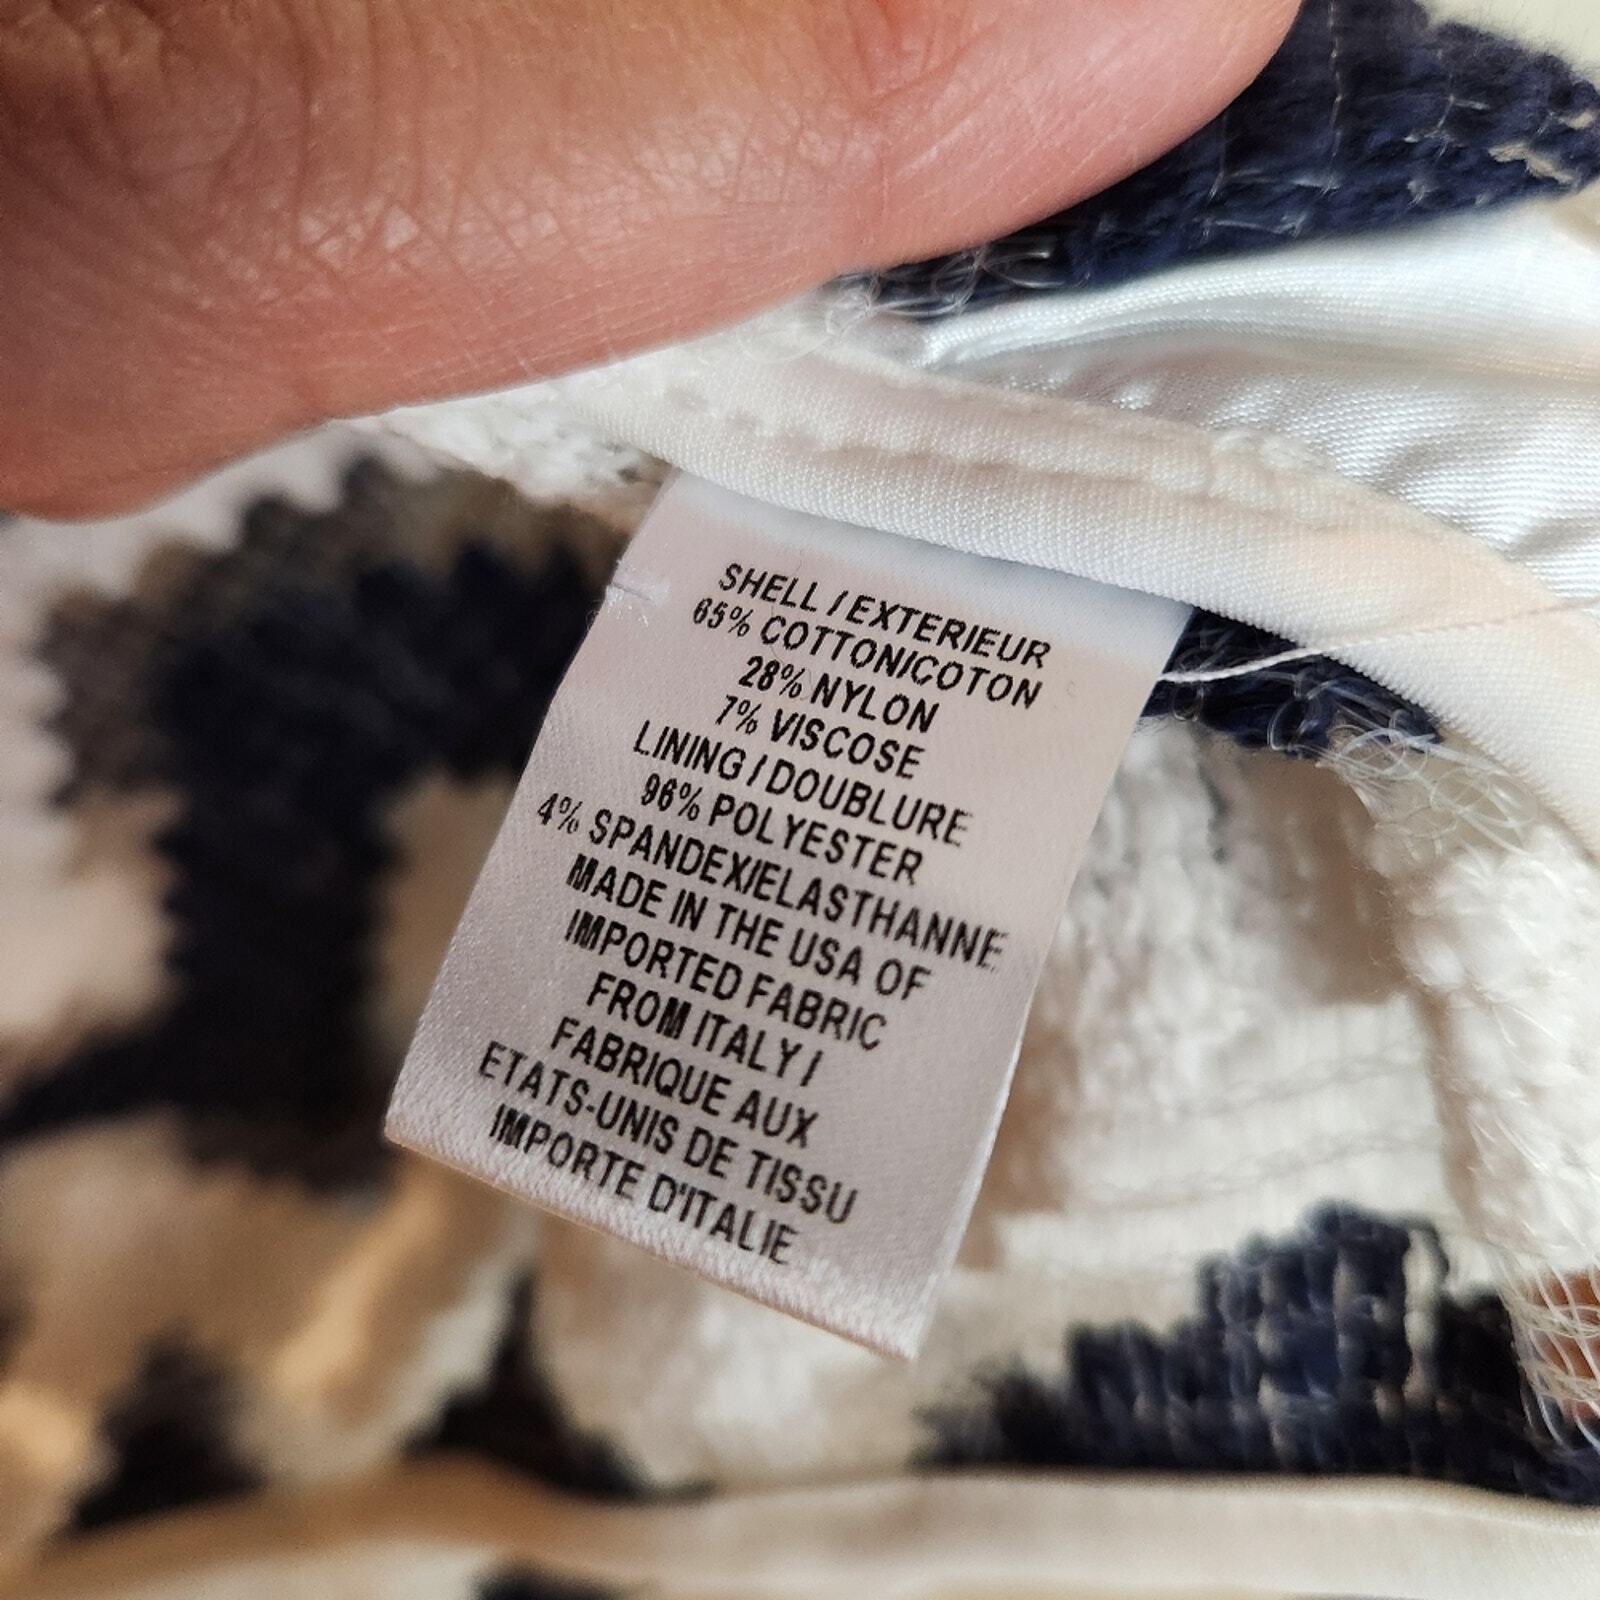 SHELL / EXTERIEUR
65% COTTON/COTON
28% NYLON
7% VISCOSE
LINING / DOUBLURE
96% POLYESTER
4% SPANDEX/ELASTHANNE
MADE IN THE USA OF
IMPORTED FABRIC
FROM ITALY /
FABRIQUE AUX
ETATS-UNIS DE TISSU
IMPORTE D'ITALIE